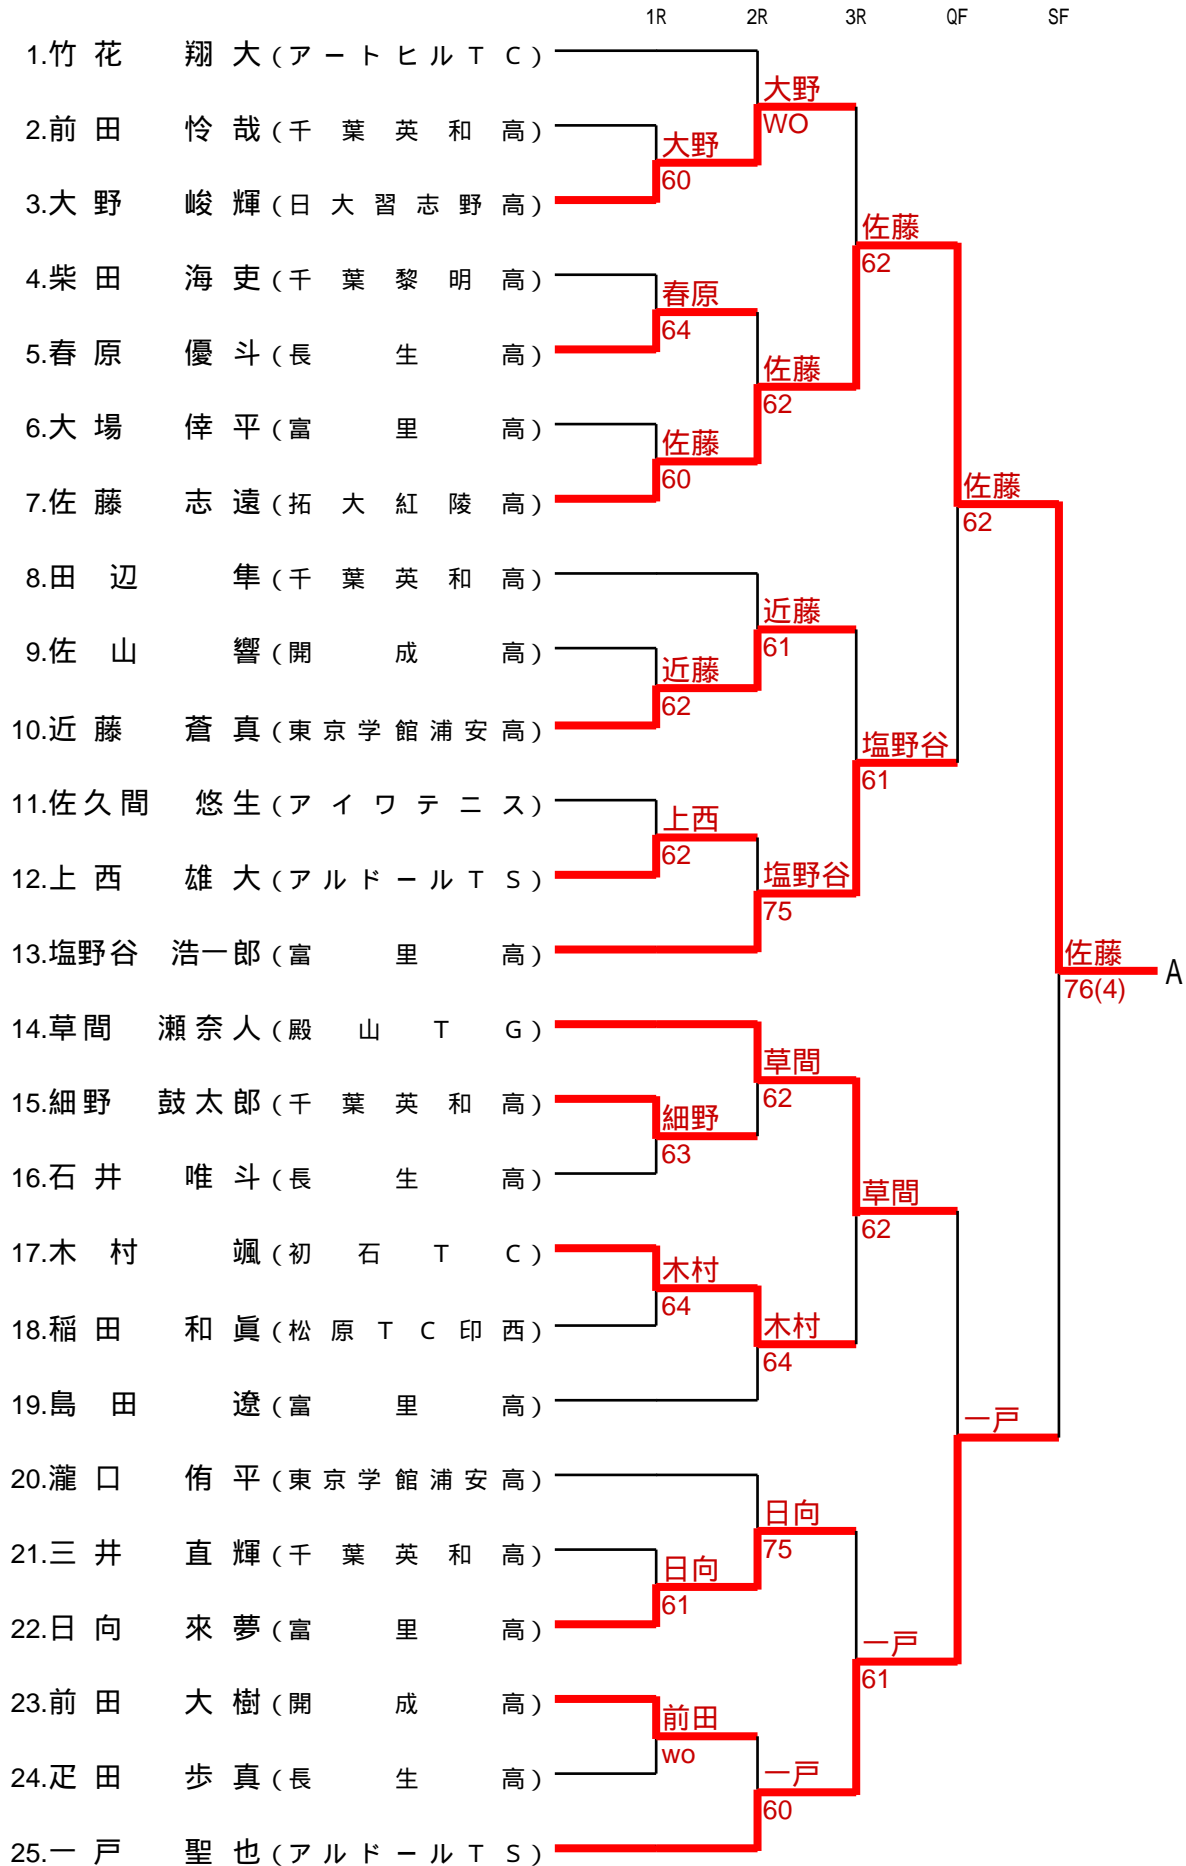 1R 2R 3R QF SF
1.竹花 翔大(アートヒルTC)
大野
WO
2.前田 怜哉(千葉英和高)
大野
60
3.大野 峻輝(日大習志野高)
佐藤
62
4.柴田 海吏(千葉黎明高)
春原
64
5.春原 優斗(長生高)
佐藤
62
6.大場 倖平(富里高)
佐藤
60
7.佐藤 志遠(拓大紅陵高)
佐藤
62
8.田辺 隼(千葉英和高)
近藤
61
9.佐山 響(開成高)
近藤
62
10.近藤 蒼真(東京学館浦安高)
塩野谷
61
11.佐久間 悠生(アイワテニス)
上西
62
12.上西 雄大(アルドールTS)
塩野谷
75
13.塩野谷 浩一郎(富里高)
佐藤
76(4)
A
14.草間 瀬奈人(殿山TG)
草間
62
15.細野 鼓太郎(千葉英和高)
細野
63
16.石井 唯斗(長生高)
草間
62
17.木村 颯(初石TC)
木村
64
18.稲田 和眞(松原TC印西)
木村
64
19.島田 遼(富里高)
一戸
20.瀧口 侑平(東京学館浦安高)
日向
75
21.三井 直輝(千葉英和高)
日向
61
22.日向 來夢(富里高)
一戸
61
23.前田 大樹(開成高)
前田
wo
24.疋田 歩真(長生高)
一戸
60
25.一戸 聖也(アルドールTS)